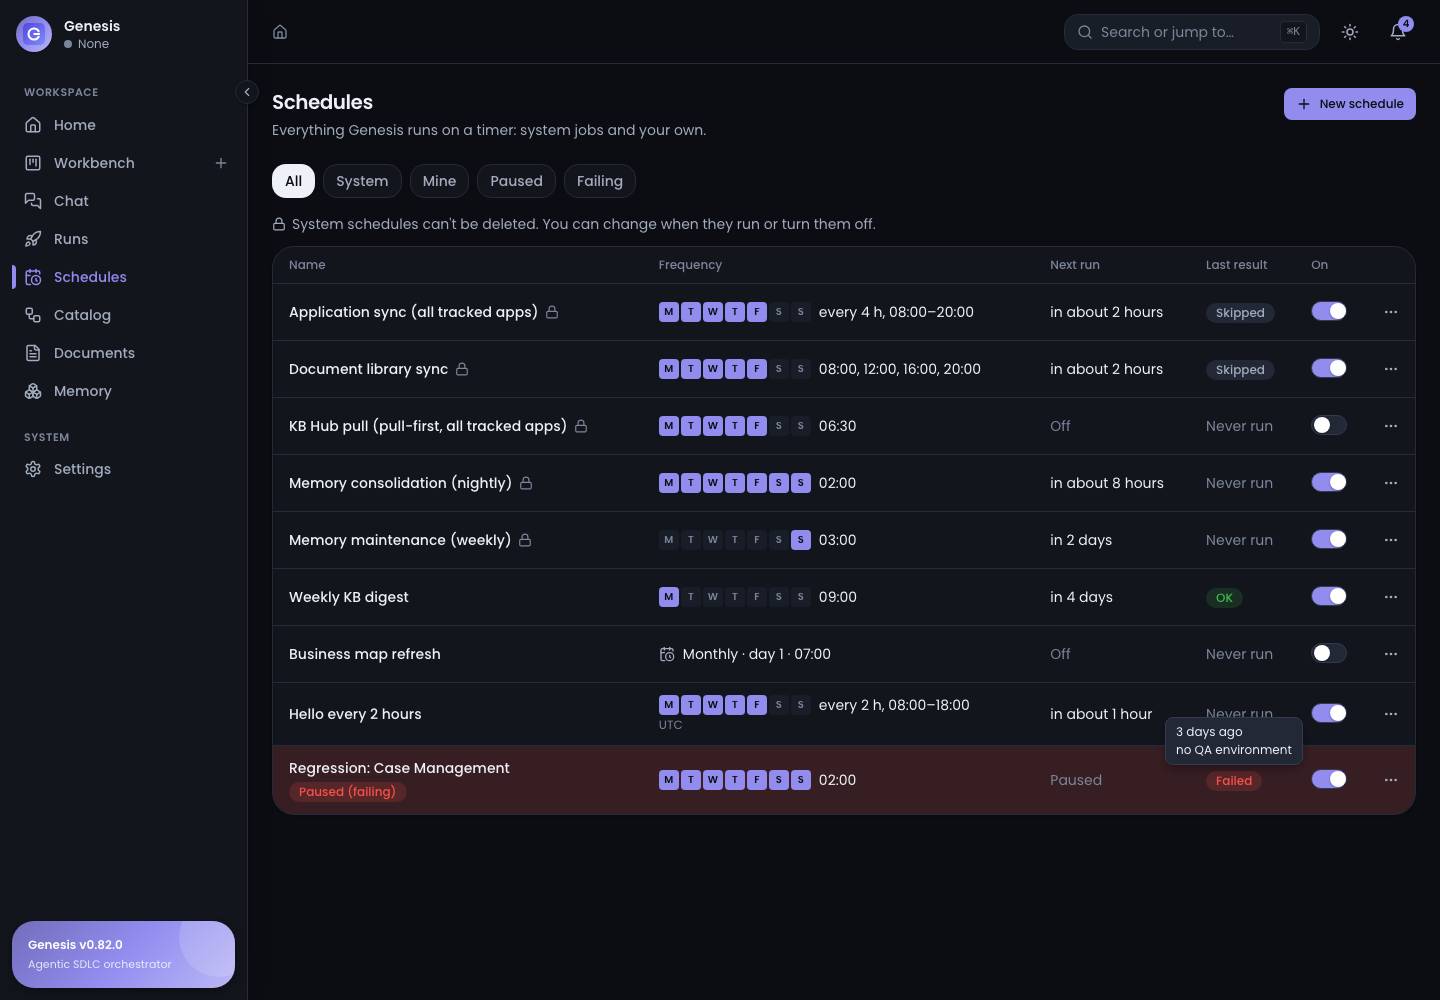 Genesis
None
⌘K
Search or jump to…
4
WORKSPACE
Home
Workbench
Chat
Runs
Schedules
Catalog
Documents
Memory
SYSTEM
Settings
Genesis v0.82.0
Agentic SDLC orchestrator
Schedules
Everything Genesis runs on a timer: system jobs and your own.
New schedule
All System Mine Paused Failing
System schedules can't be deleted. You can change when they run or turn them off.
Name Frequency Next run Last result On
Application sync (all tracked apps) M T W T F S S every 4 h, 08:00–20:00 in about 2 hours Skipped
Document library sync M T W T F S S 08:00, 12:00, 16:00, 20:00 in about 2 hours Skipped
KB Hub pull (pull-first, all tracked apps) M T W T F S S 06:30 Off Never run
Memory consolidation (nightly) M T W T F S S 02:00 in about 8 hours Never run
Memory maintenance (weekly) M T W T F S S 03:00 in 2 days Never run
Weekly KB digest M T W T F S S 09:00 in 4 days OK
Business map refresh Monthly · day 1 · 07:00 Off Never run
Hello every 2 hours M T W T F S S every 2 h, 08:00–18:00 in about 1 hour Never run
UTC
3 days ago
no QA environment
Regression: Case Management M T W T F S S 02:00 Paused Failed
Paused (failing)